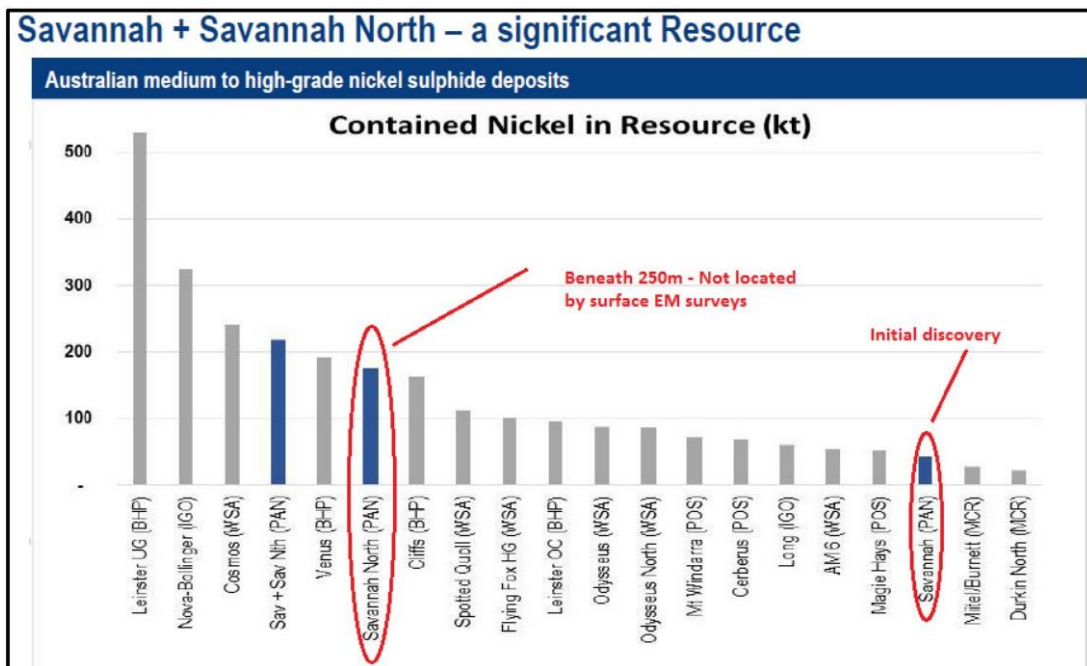 Savannah + Savannah North – a significant Resource
Australian medium to high-grade nickel sulphide deposits
Contained Nickel in Resource (kt)
500
400
300
200
100
-
Beneath 250m - Not located
by surface EM surveys
Initial discovery
Leinster UG (BHP)
Nova-Bollinger (IGO)
Cosmos (WSA)
Sav + Sav Nth (PAN)
Venus (BHP)
Savannah North (PAN)
Cliffs (BHP)
Spotted Quoll (WSA)
Flying Fox HG (WSA)
Leinster OC (BHP)
Odysseus (WSA)
Odysseus North (WSA)
Mt Windarra (POS)
Cerberus (POS)
Long (IGO)
AM 6 (WSA)
Magie Hays (POS)
Savannah (PAN)
Miitel/Burnett (MCR)
Durkin North (MCR)